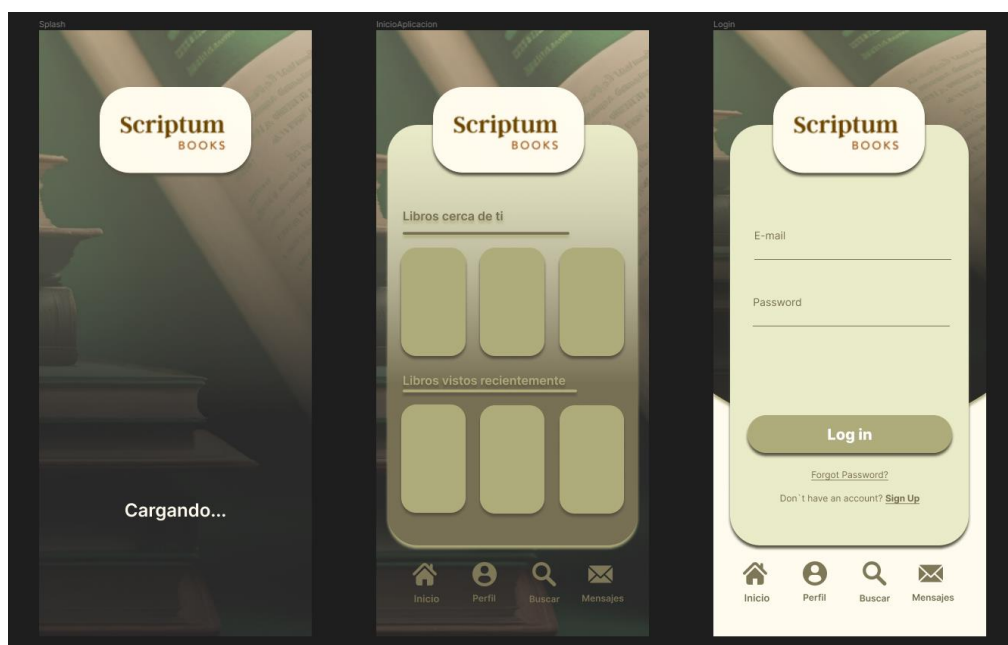 Splash
Scriptum
BOOKS
Cargando...
InicioAplicacion
Scriptum
BOOKS
Libros cerca de ti
Libros vistos recientemente
Inicio Perfil Buscar Mensajes
Login
Scriptum
BOOKS
E-mail
Password
Log in
Forgot Password?
Don`t have an account? Sign Up
Inicio Perfil Buscar Mensajes